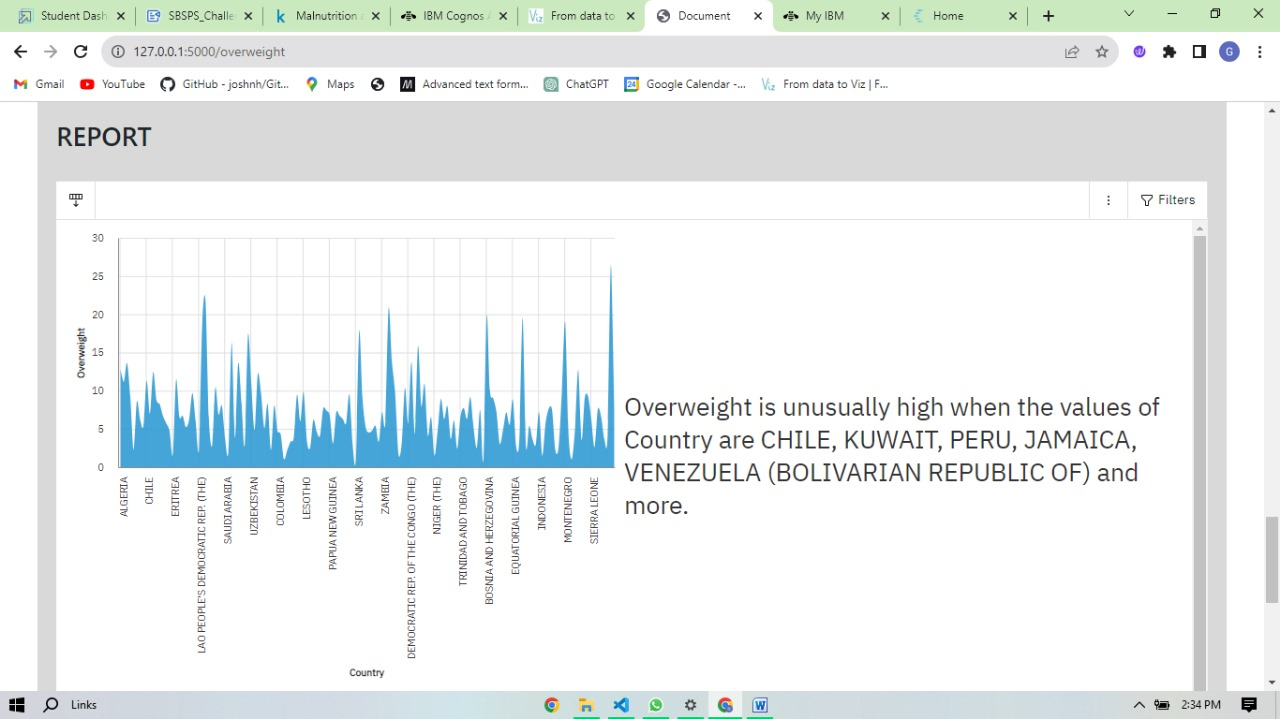 Student Dash
SBSPS_Challe
Malnutrition
IBM Cognos
From data to
Document
My IBM
Home
127.0.0.1:5000/overweight
G
Gmail
YouTube
GitHub - joshnh/Git...
Maps
Advanced text form...
ChatGPT
Google Calendar -...
From data to Viz | F...
REPORT
Filters
30
25
20
15
10
5
0
Overweight
ALGERIA
CHILE
ERITREA
LAO PEOPLE'S DEMOCRATIC REP. (THE)
SAUDI ARABIA
UZBEKISTAN
COLOMBIA
LESOTHO
PAPUA NEW GUINEA
SRI LANKA
ZAMBIA
DEMOCRATIC REP. OF THE CONGO (THE)
NIGER (THE)
TRINIDAD AND TOBAGO
BOSNIA AND HERZEGOVINA
EQUATORIAL GUINEA
INDONESIA
MONTENEGRO
SIERRA LEONE
Country
Overweight is unusually high when the values of
Country are CHILE, KUWAIT, PERU, JAMAICA,
VENEZUELA (BOLIVARIAN REPUBLIC OF) and
more.
Links
2:34 PM